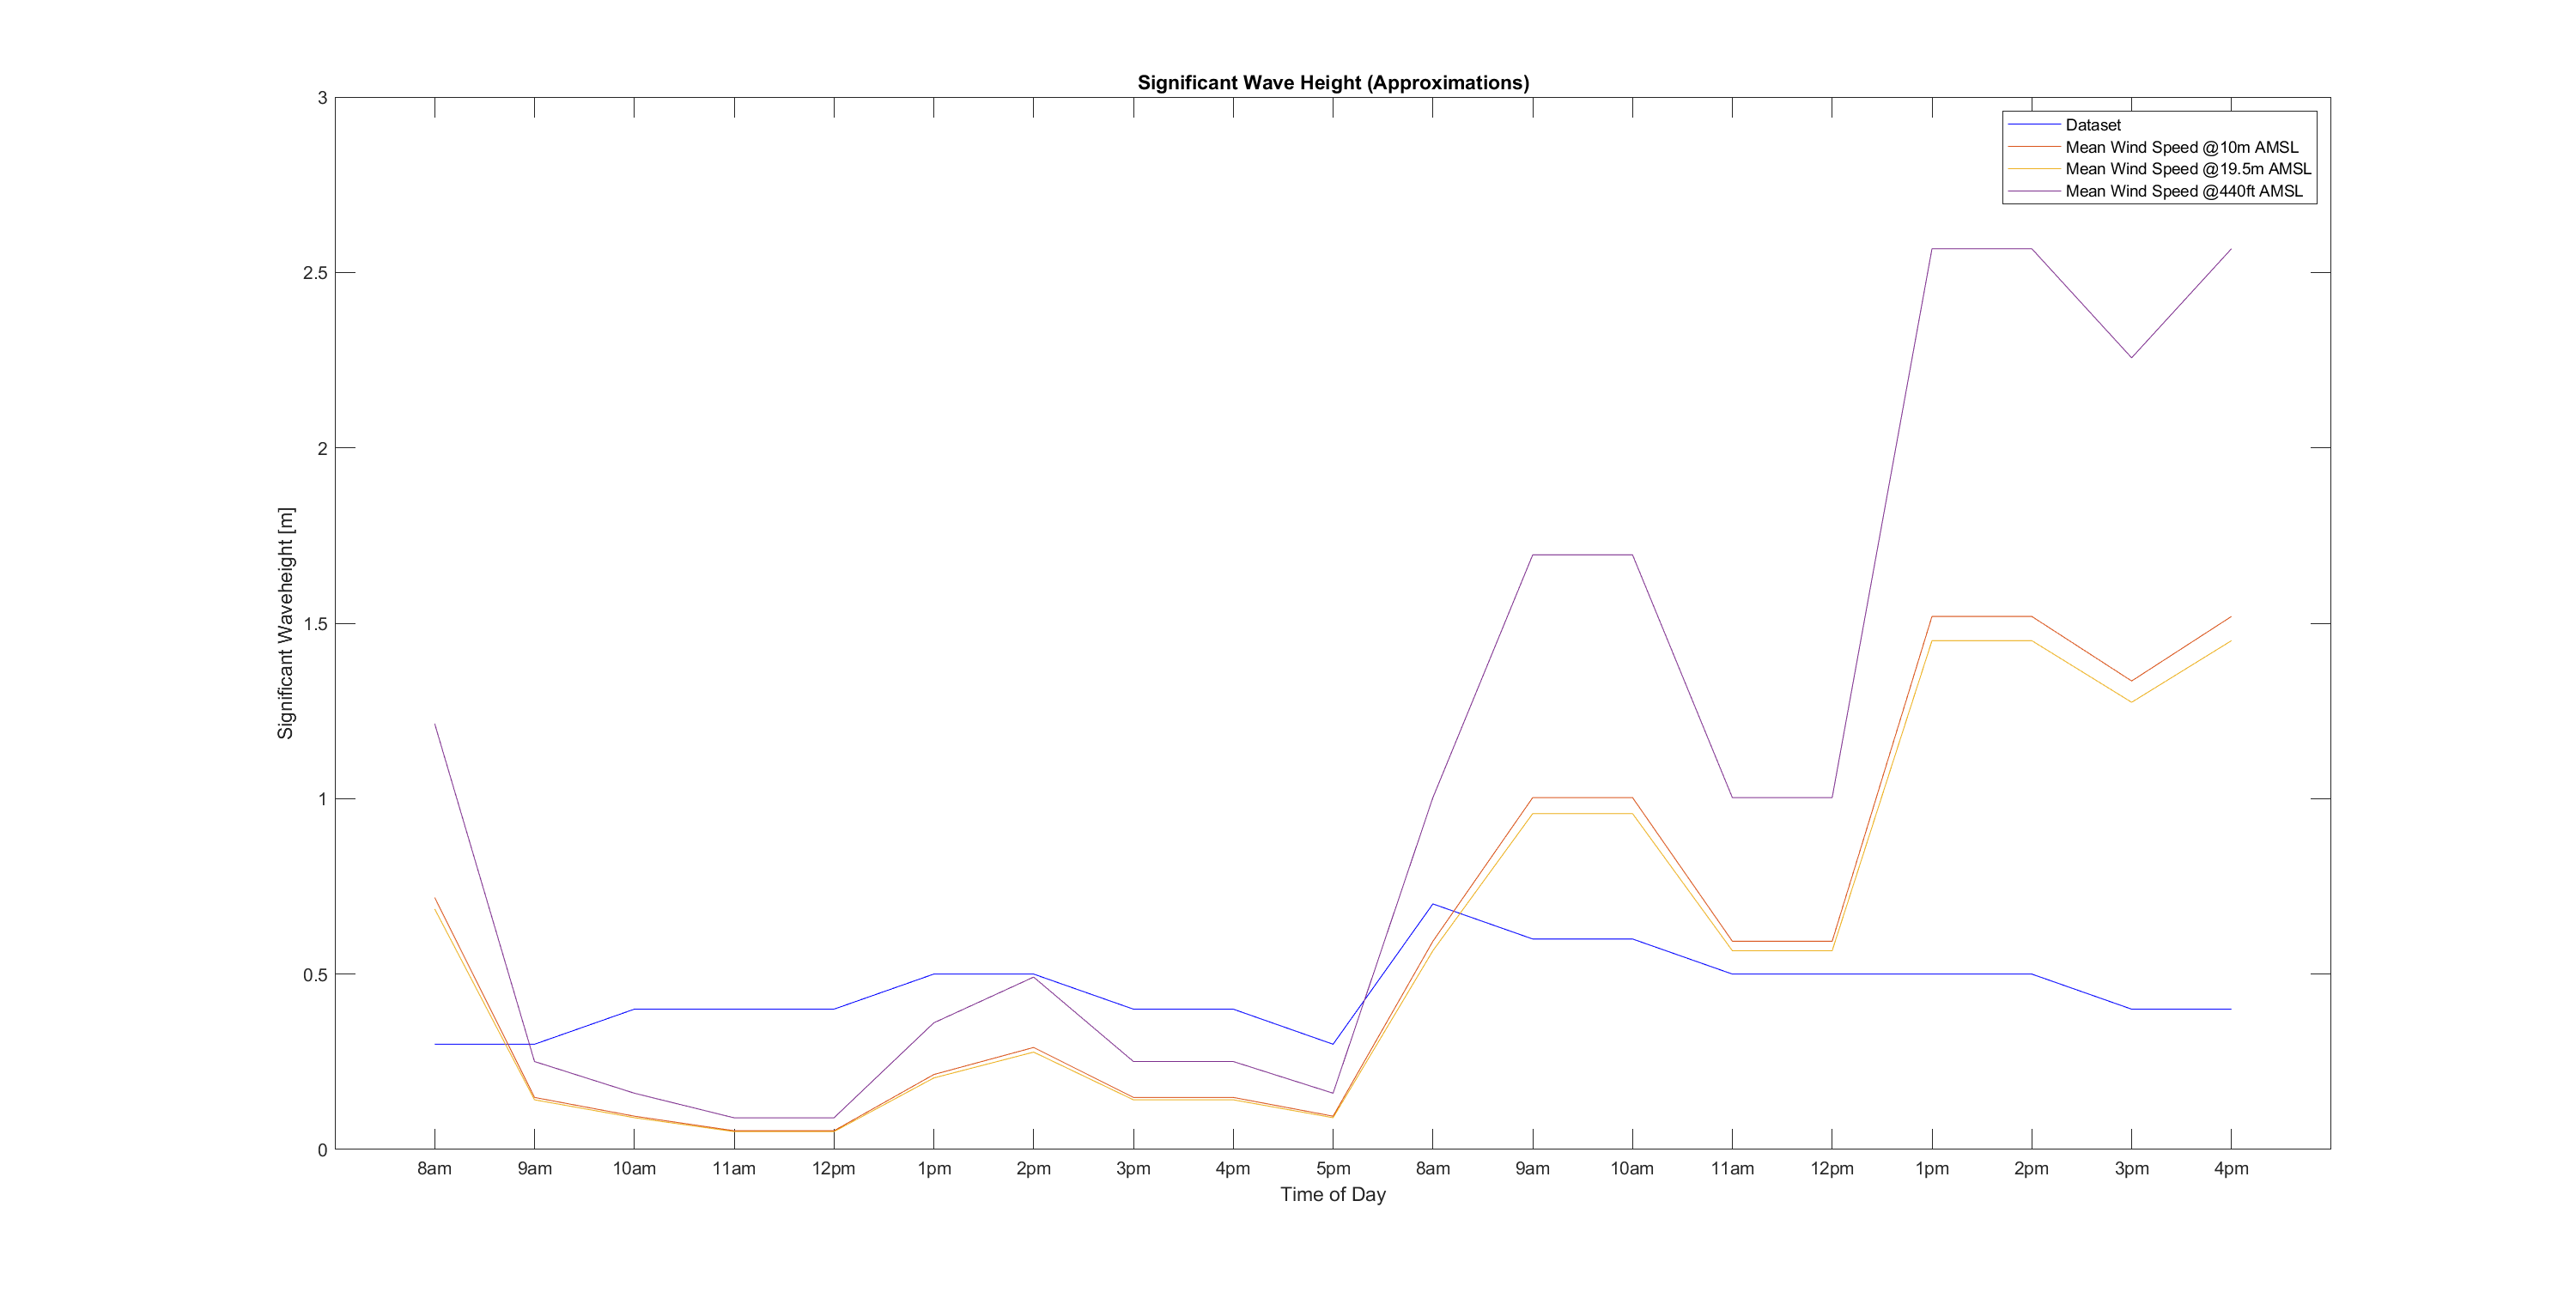 Significant Wave Height (Approximations)
Dataset
Mean Wind Speed @10m AMSL
Mean Wind Speed @19.5m AMSL
Mean Wind Speed @440ft AMSL
Significant Waveheight [m]
3
2.5
2
1.5
1
0.5
0
8am 9am 10am 11am 12pm 1pm 2pm 3pm 4pm 5pm 8am 9am 10am 11am 12pm 1pm 2pm 3pm 4pm
Time of Day